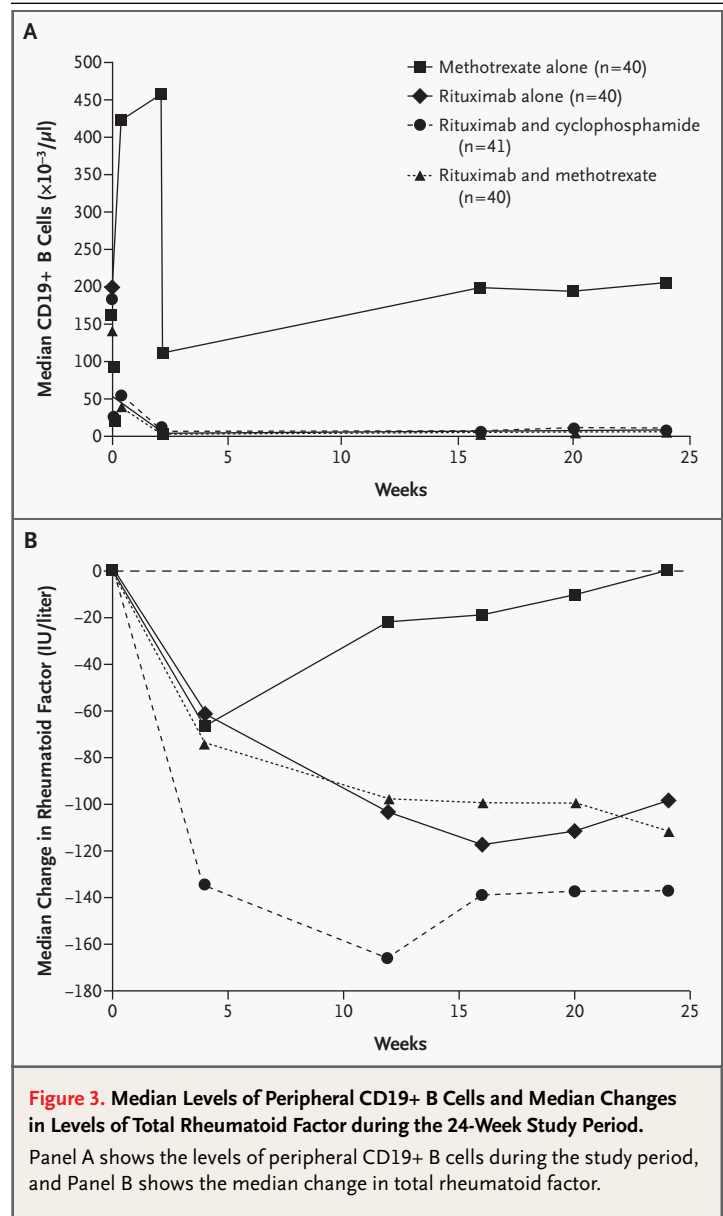 A
Median CD19+ B Cells (×10⁻³/µl)
500
450
400
350
300
250
200
150
100
50
0
Methotrexate alone (n=40)
Rituximab alone (n=40)
Rituximab and cyclophosphamide
(n=41)
Rituximab and methotrexate
(n=40)
0
5
10
15
20
25
Weeks
B
Median Change in Rheumatoid Factor (IU/liter)
0
−20
−40
−60
−80
−100
−120
−140
−160
−180
0
5
10
15
20
25
Weeks
Figure 3. Median Levels of Peripheral CD19+ B Cells and Median Changes
in Levels of Total Rheumatoid Factor during the 24-Week Study Period.
Panel A shows the levels of peripheral CD19+ B cells during the study period,
and Panel B shows the median change in total rheumatoid factor.